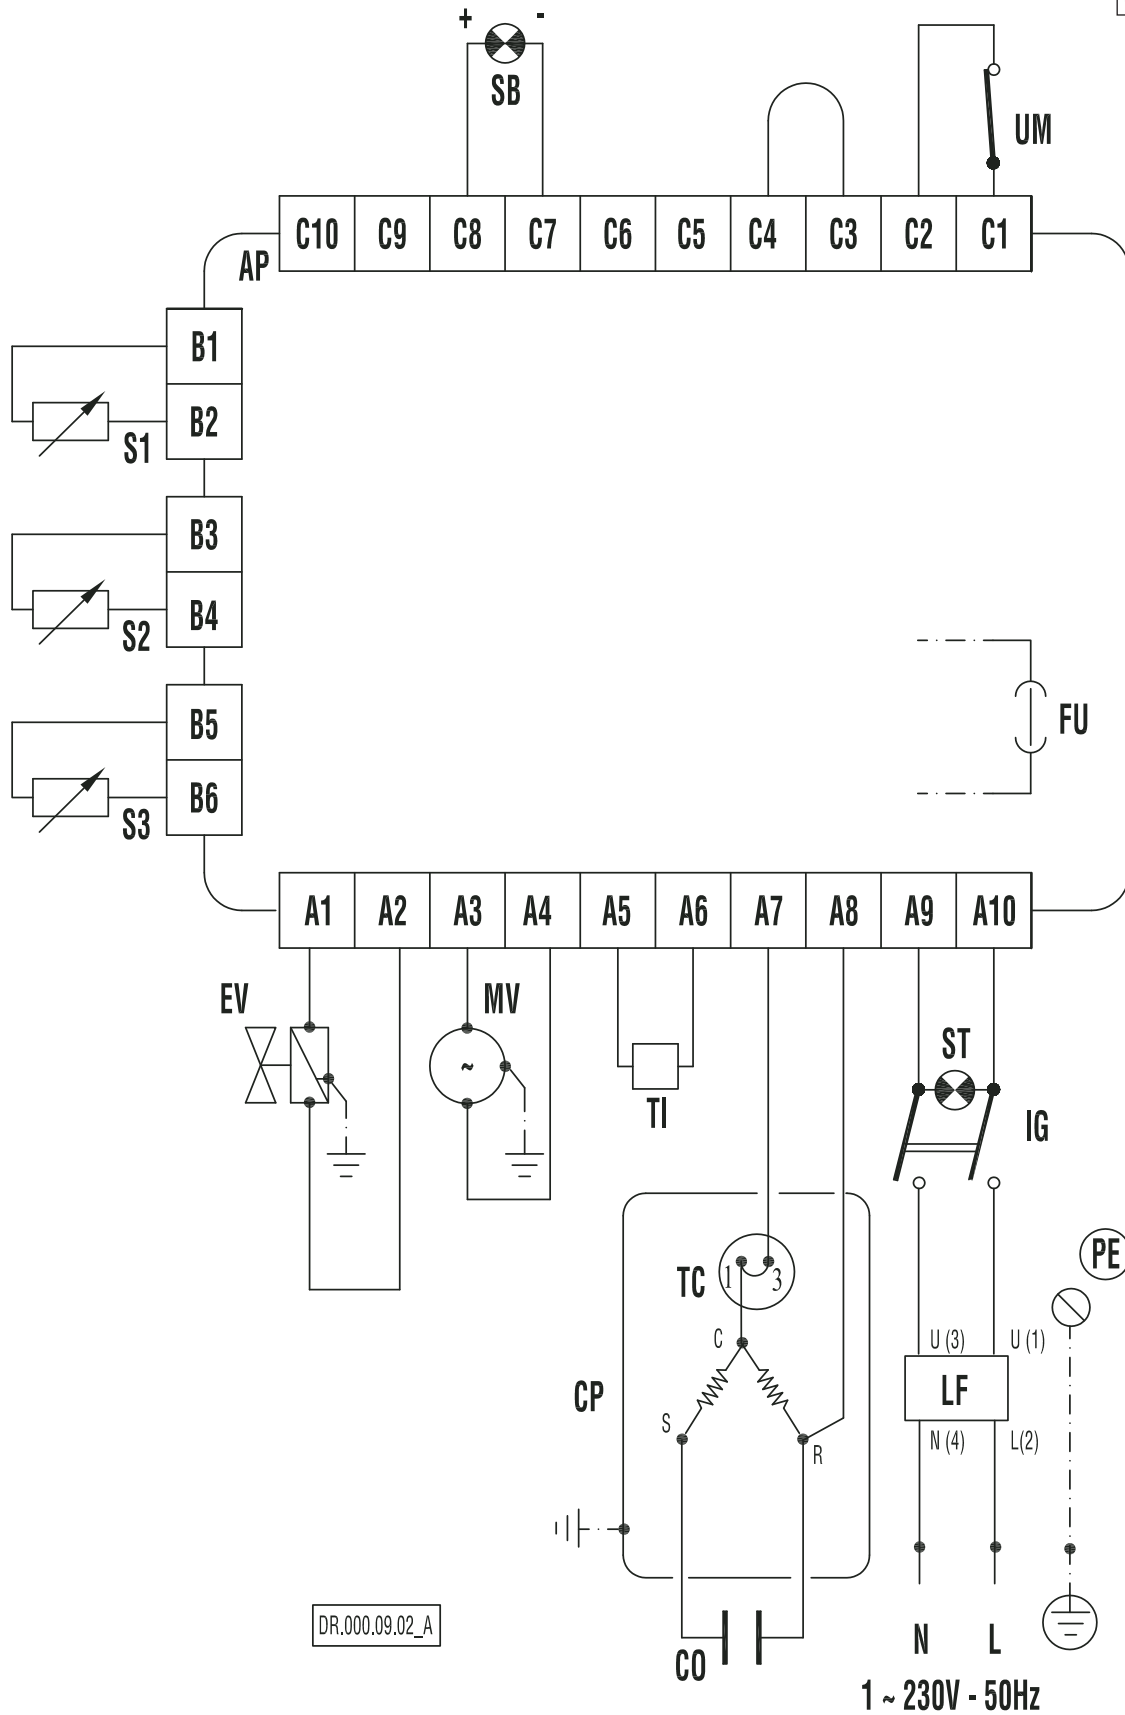 + -
SB
UM
C10 C9 C8 C7 C6 C5 C4 C3 C2 C1
AP
B1
B2
S1
B3
B4
S2
B5
B6
S3
FU
A1 A2 A3 A4 A5 A6 A7 A8 A9 A10
EV
MV
~
TI
ST
IG
PE
TC
1 3
C
S
R
CP
U (3) U (1)
LF
N (4) L(2)
DR.000.09.02_A
CO
N L
1 ~ 230V - 50Hz